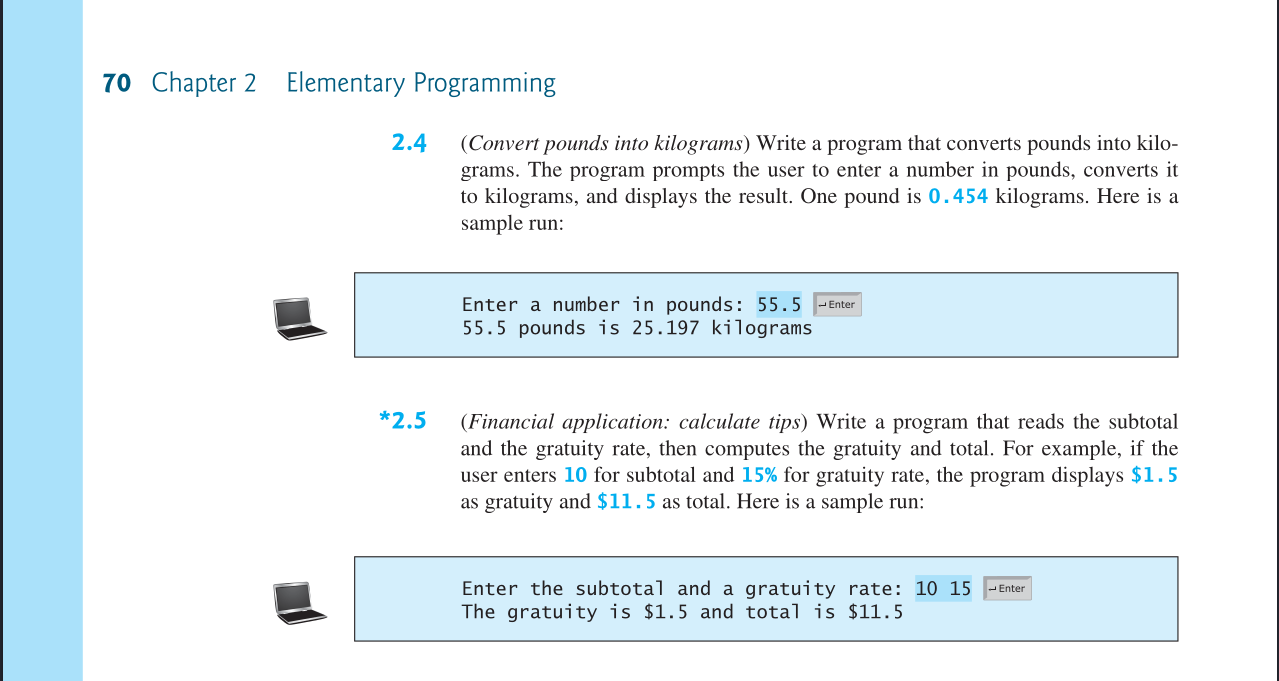 70 Chapter 2 Elementary Programming
2.4 (Convert pounds into kilograms) Write a program that converts pounds into kilo-
grams. The program prompts the user to enter a number in pounds, converts it
to kilograms, and displays the result. One pound is 0.454 kilograms. Here is a
sample run:
Enter a number in pounds: 55.5 ↵Enter
55.5 pounds is 25.197 kilograms
*2.5 (Financial application: calculate tips) Write a program that reads the subtotal
and the gratuity rate, then computes the gratuity and total. For example, if the
user enters 10 for subtotal and 15% for gratuity rate, the program displays $1.5
as gratuity and $11.5 as total. Here is a sample run:
Enter the subtotal and a gratuity rate: 10 15 ↵Enter
The gratuity is $1.5 and total is $11.5